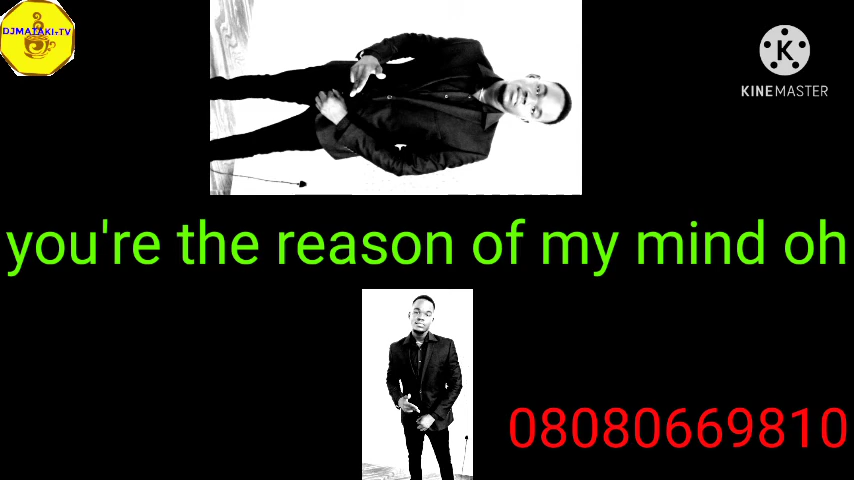 DJMATAKI.TV
K
KINEMASTER
you're the reason of my mind oh
08080669810